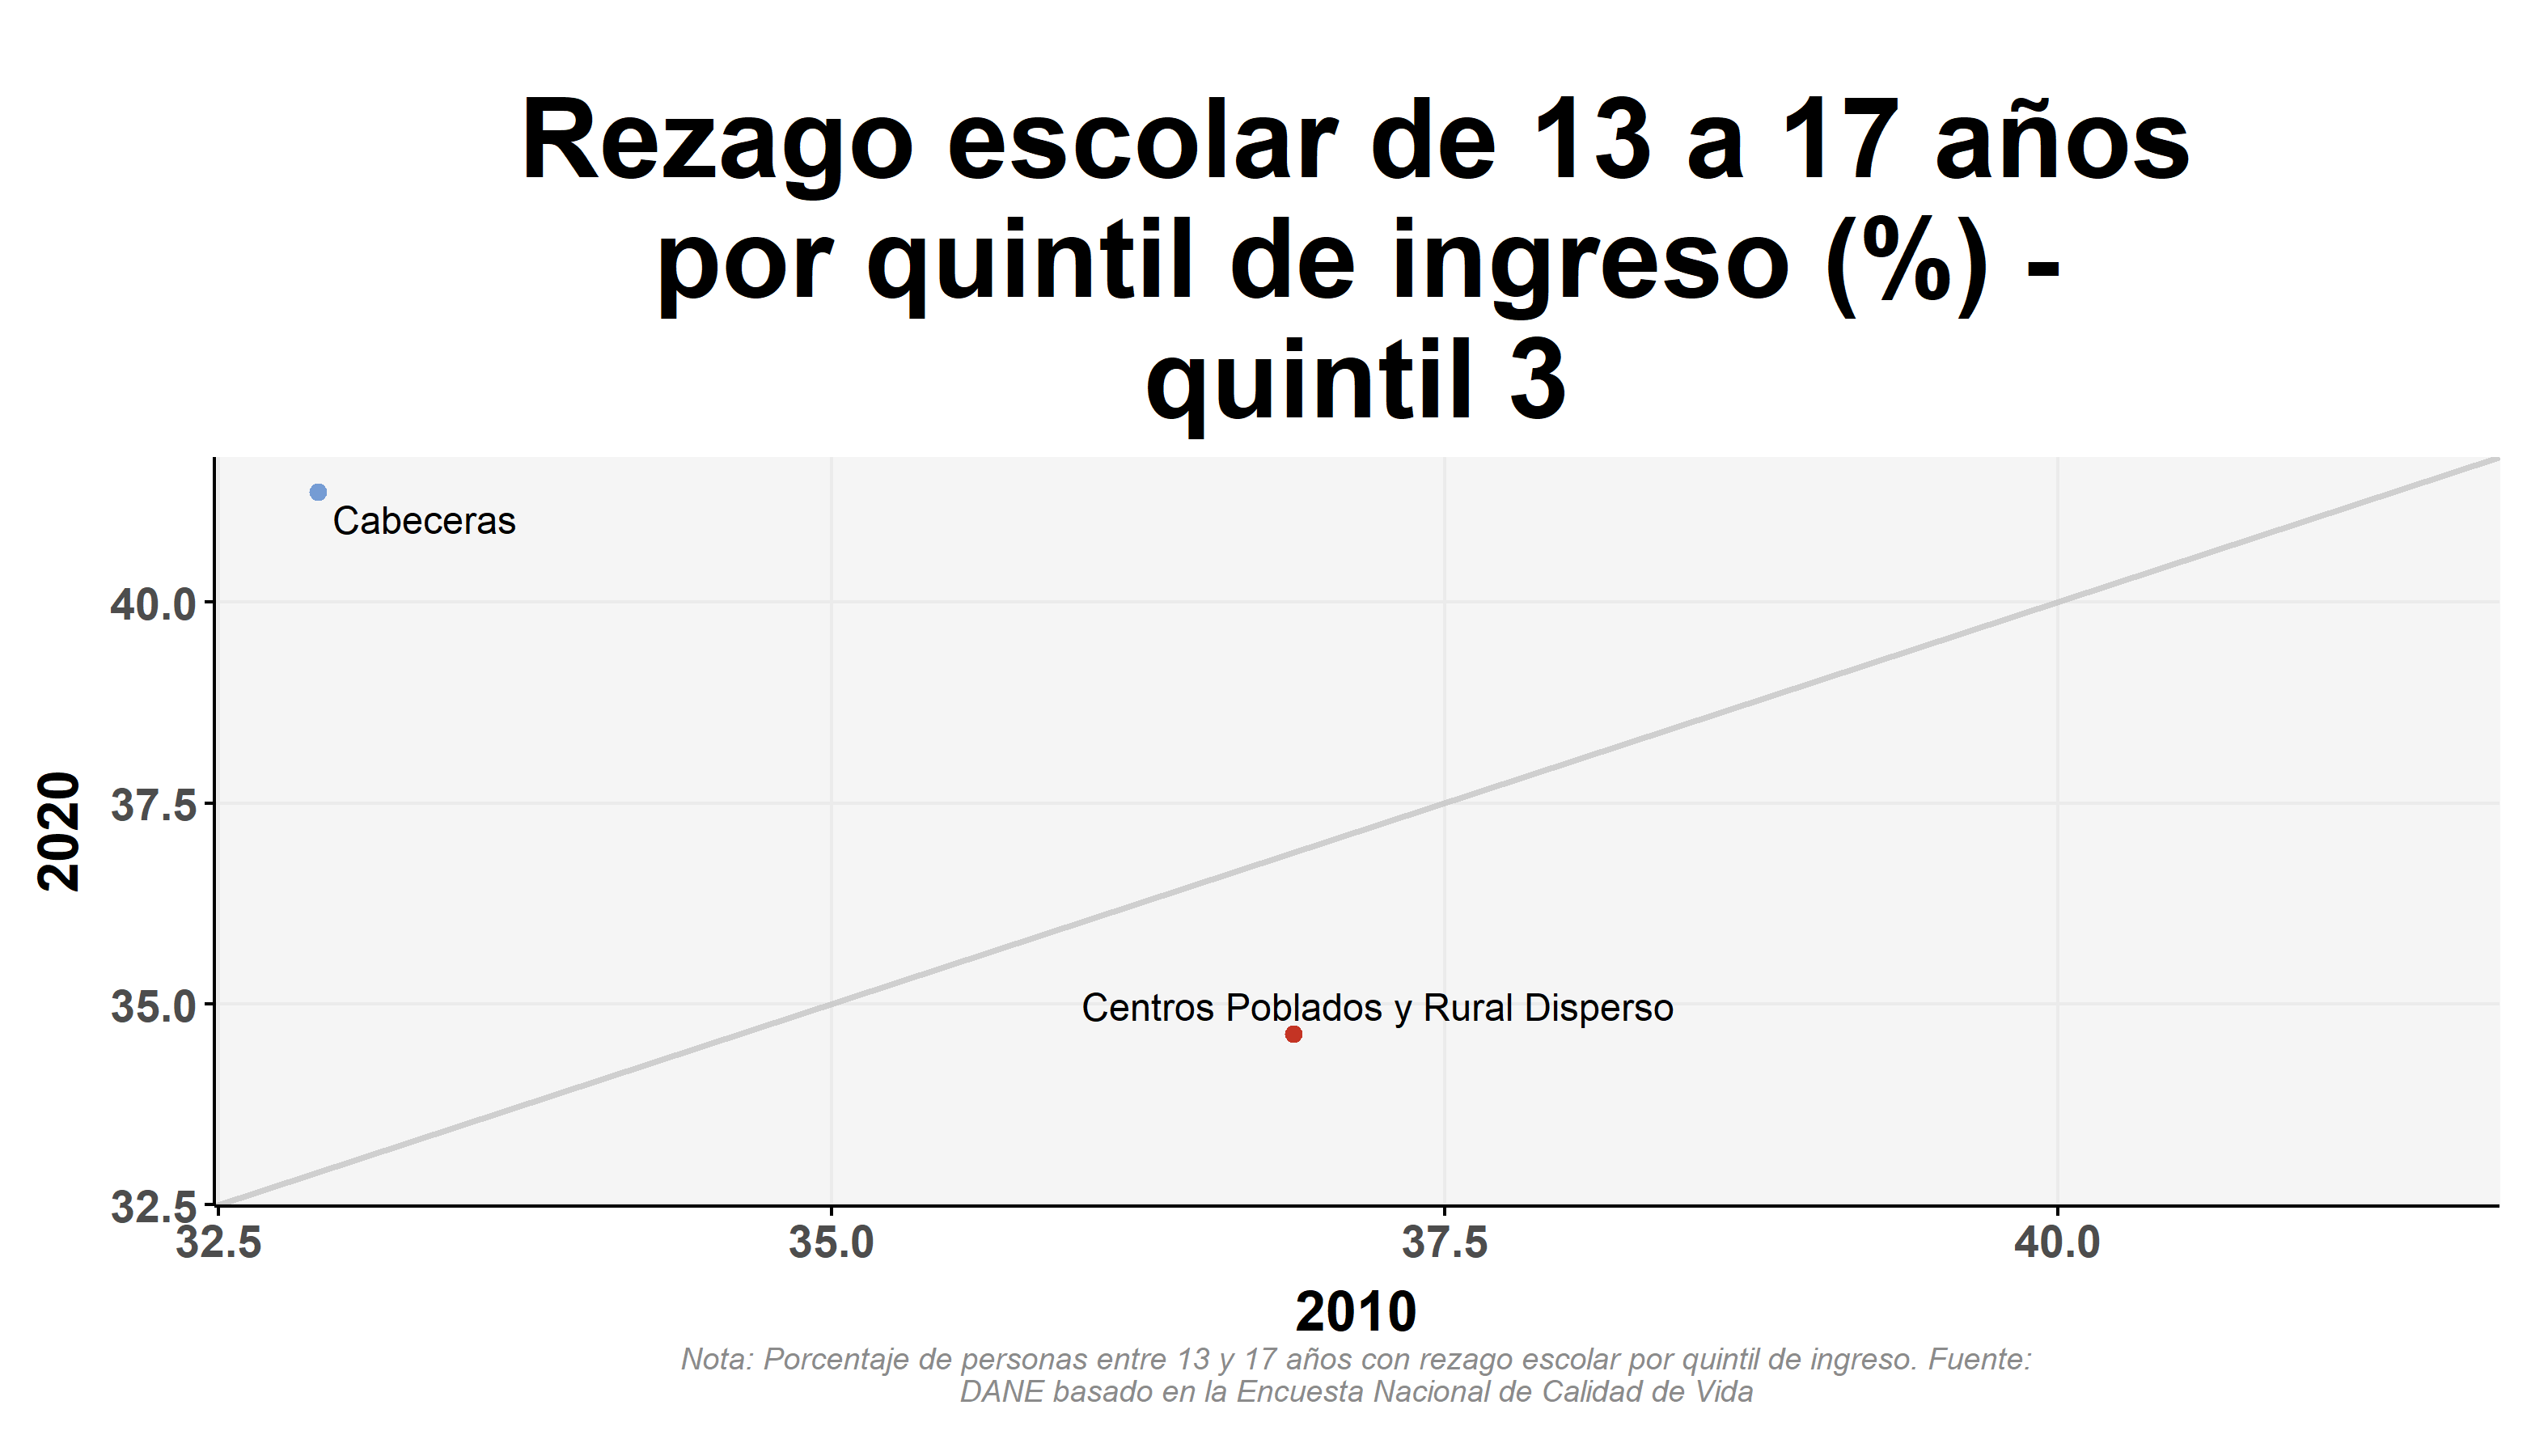 Rezago escolar de 13 a 17 años
por quintil de ingreso (%) -
quintil 3
Cabeceras
40.0
37.5
2020
35.0
Centros Poblados y Rural Disperso
32.5
32.5
35.0
37.5
40.0
2010
Nota: Porcentaje de personas entre 13 y 17 años con rezago escolar por quintil de ingreso. Fuente:
DANE basado en la Encuesta Nacional de Calidad de Vida